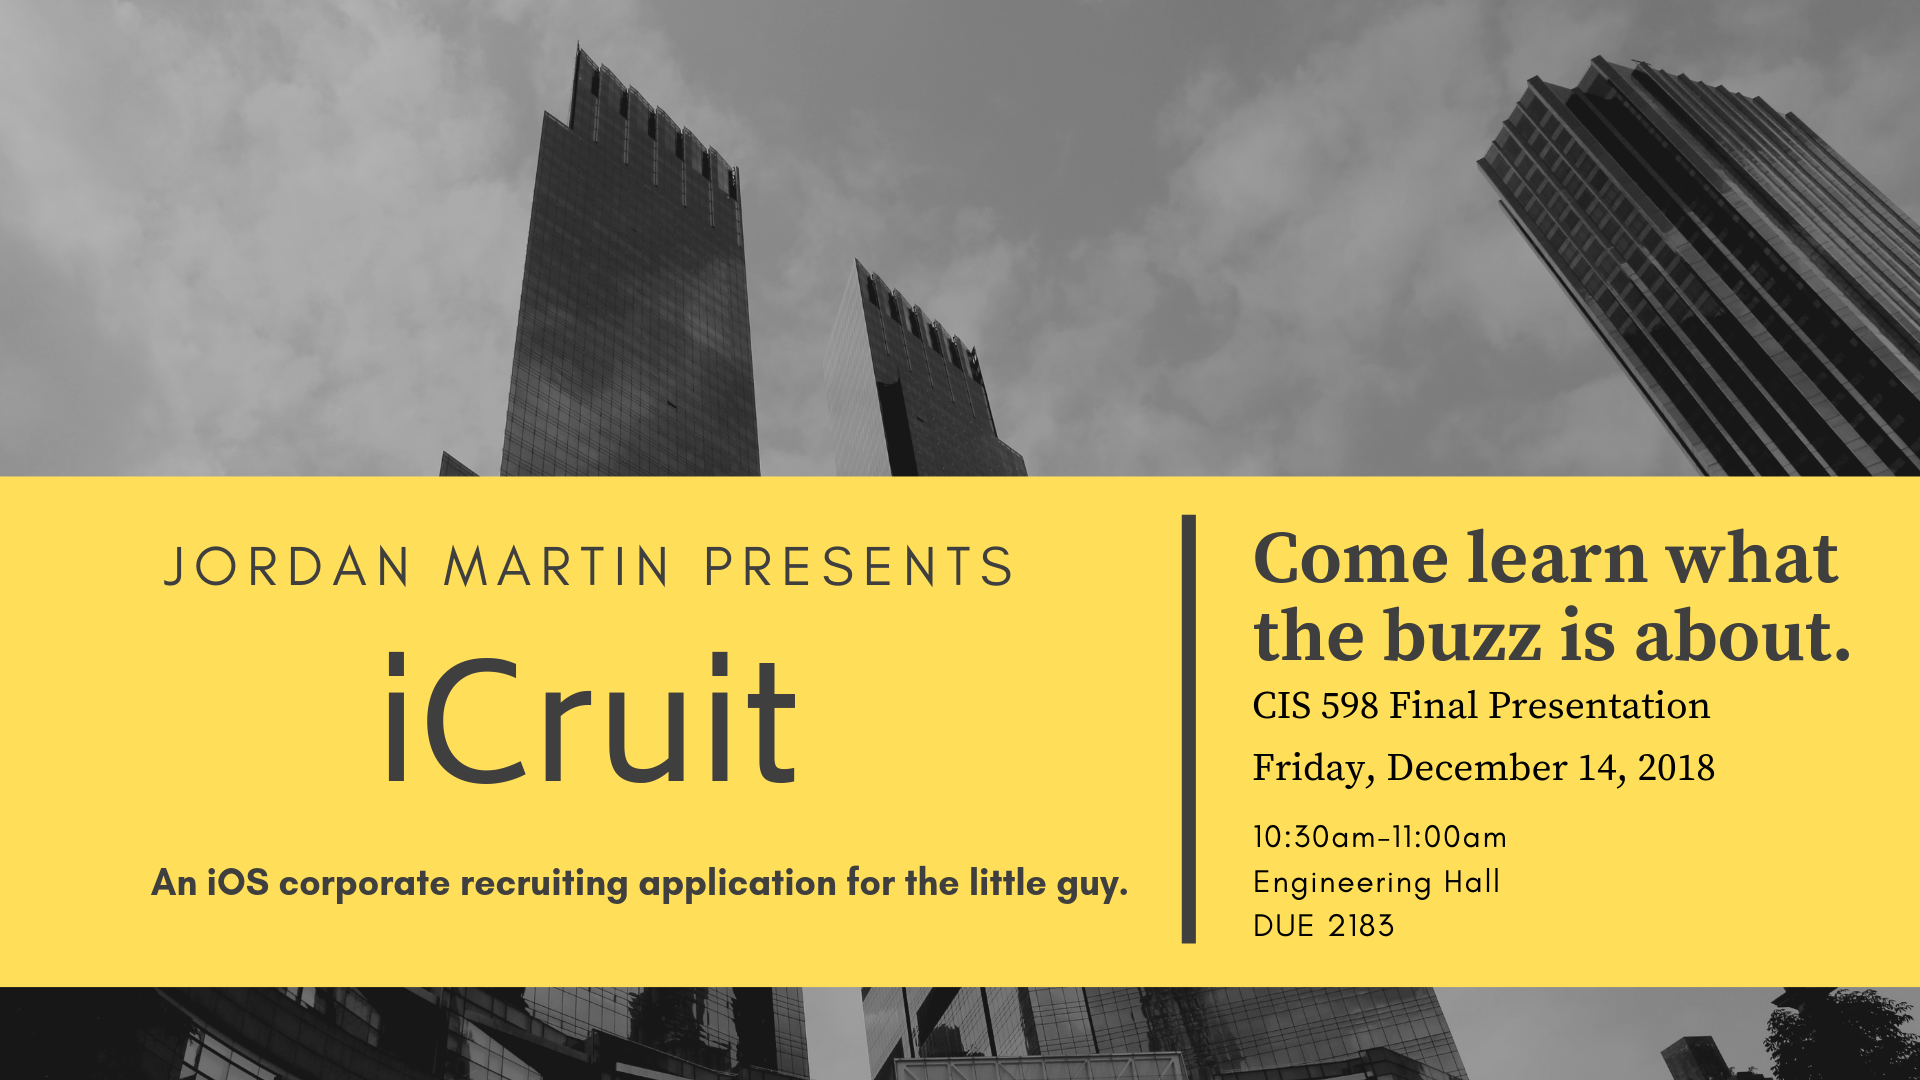 JORDAN MARTIN PRESENTS
iCruit
An iOS corporate recruiting application for the little guy.
Come learn what
the buzz is about.
CIS 598 Final Presentation
Friday, December 14, 2018
10:30am-11:00am
Engineering Hall
DUE 2183